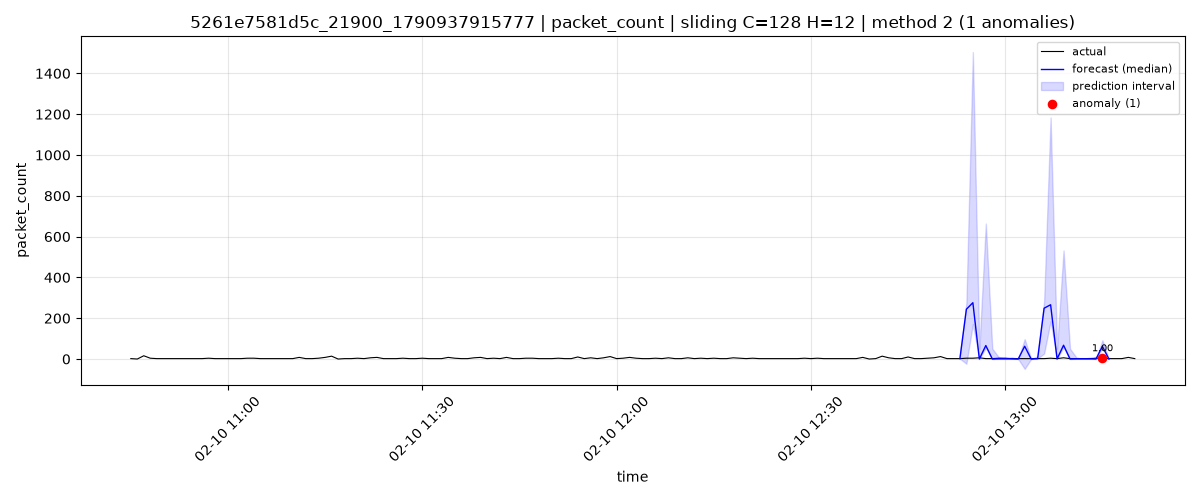 5261e7581d5c_21900_1790937915777 | packet_count | sliding C=128 H=12 | method 2 (1 anomalies)
actual
forecast (median)
prediction interval
anomaly (1)
packet_count
1400
1200
1000
800
600
400
200
0
1.00
02-10 11:00
02-10 11:30
02-10 12:00
02-10 12:30
02-10 13:00
time